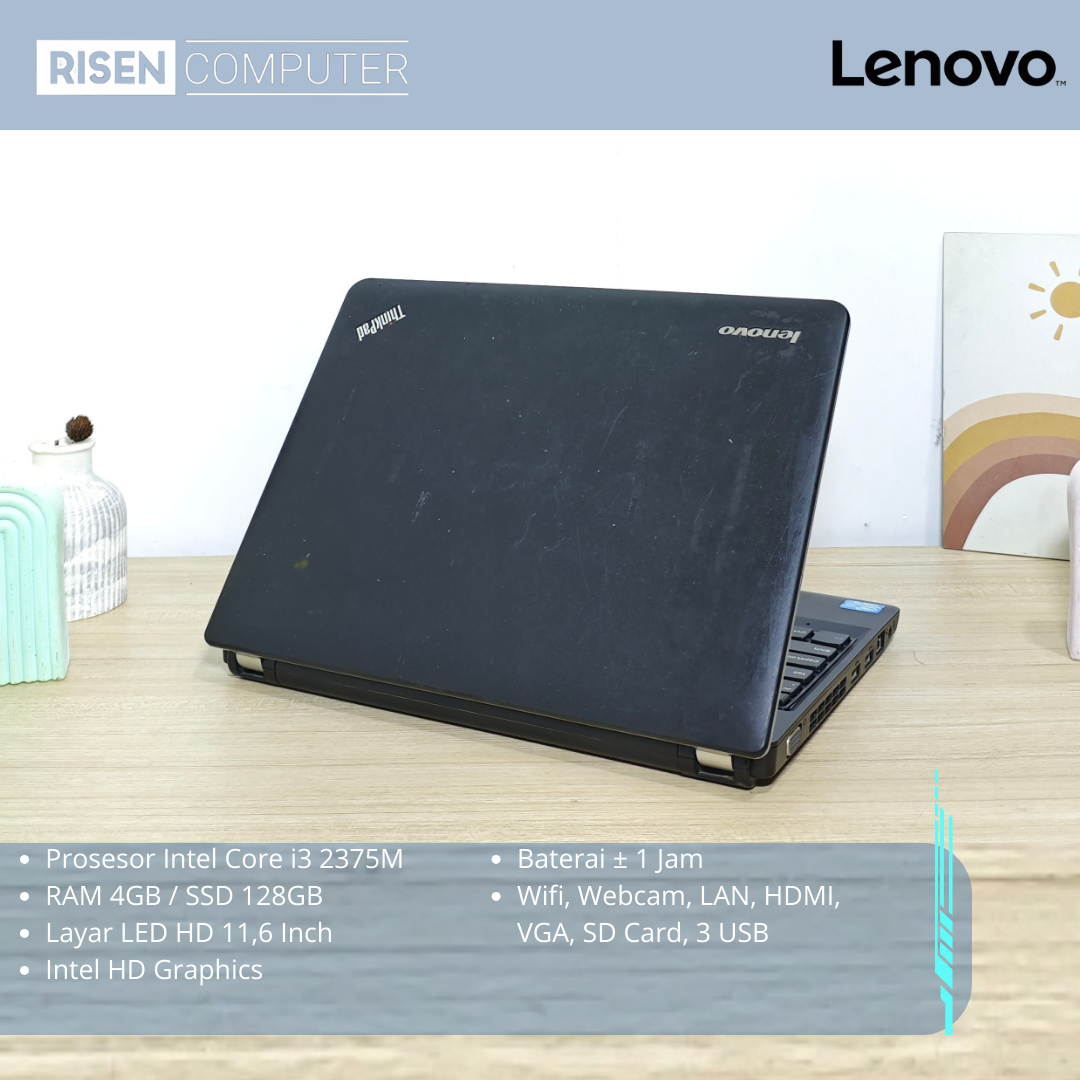 RISEN COMPUTER
Lenovo™
ThinkPad
lenovo
• Prosesor Intel Core i3 2375M
• RAM 4GB / SSD 128GB
• Layar LED HD 11,6 Inch
• Intel HD Graphics
• Baterai ± 1 Jam
• Wifi, Webcam, LAN, HDMI,
VGA, SD Card, 3 USB